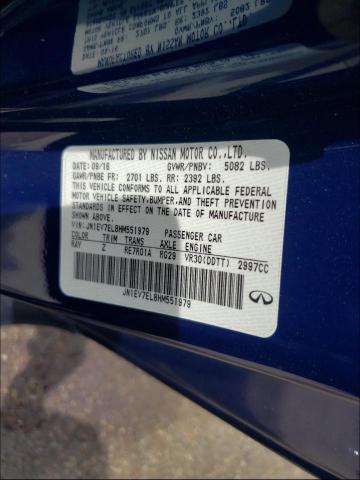 MANUFACTURED BY NISSAN MOTOR CO.,LTD.
DATE: 09/16 GVWR/PNBV: 5082 LBS.
GAWR/PNBE FR: 2701 LBS. RR: 2392 LBS.
THIS VEHICLE CONFORMS TO ALL APPLICABLE FEDERAL
MOTOR VEHICLE SAFETY,BUMPER,AND THEFT PREVENTION
STANDARDS IN EFFECT ON THE DATE OF MANUFACTURE
SHOWN ABOVE.
VIN:JN1EV7EL8HM551979 PASSENGER CAR
COLOR TRIM TRANS AXLE ENGINE
RAY Z RE7R01A RG29 VR30(DDTT) 2997CC
JN1EV7EL8HM551979